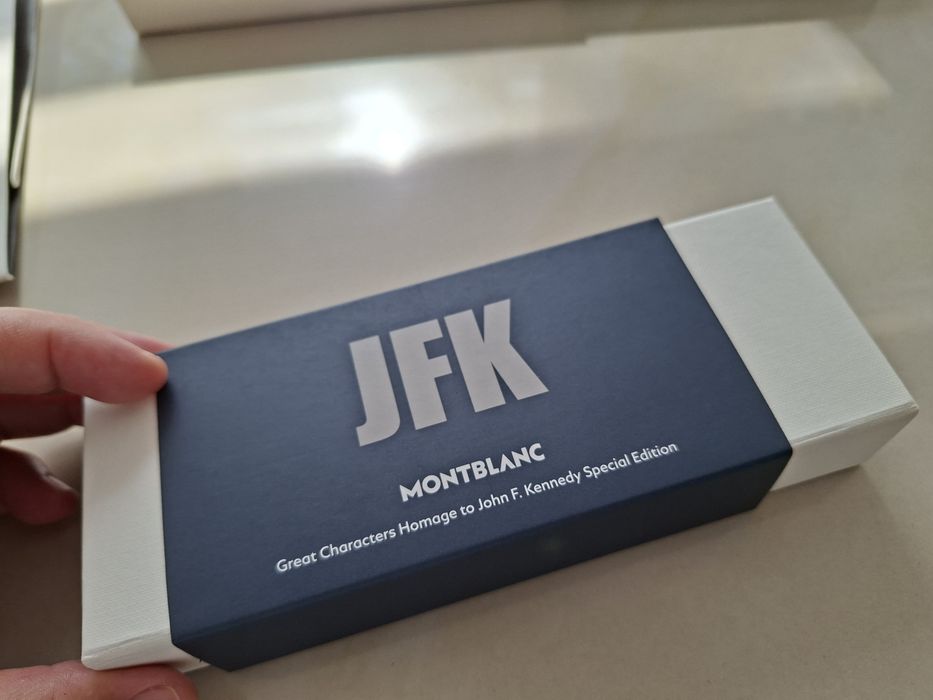 JFK
MONTBLANC
Great Characters Homage to John F. Kennedy Special Edition